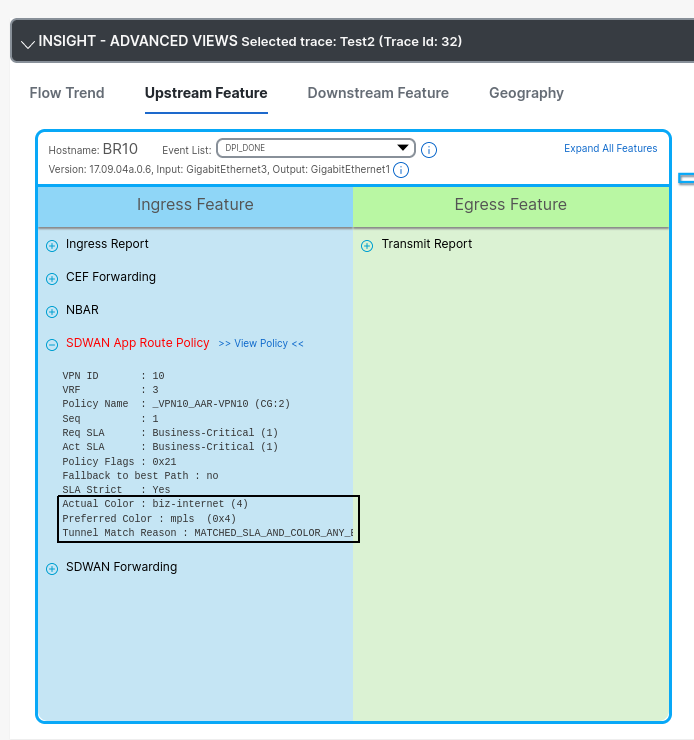 INSIGHT - ADVANCED VIEWS Selected trace: Test2 (Trace Id: 32)
Flow Trend Upstream Feature Downstream Feature Geography
Hostname: BR10 Event List: DPI_DONE Expand All Features
Version: 17.09.04a.0.6, Input: GigabitEthernet3, Output: GigabitEthernet1
Ingress Feature Egress Feature
Ingress Report Transmit Report
CEF Forwarding
NBAR
SDWAN App Route Policy >> View Policy <<
VPN ID : 10
VRF : 3
Policy Name : _VPN10_AAR-VPN10 (CG:2)
Seq : 1
Req SLA : Business-Critical (1)
Act SLA : Business-Critical (1)
Policy Flags : 0x21
Fallback to best Path : no
SLA Strict : Yes
Actual Color : biz-internet (4)
Preferred Color : mpls (0x4)
Tunnel Match Reason : MATCHED_SLA_AND_COLOR_ANY_
SDWAN Forwarding